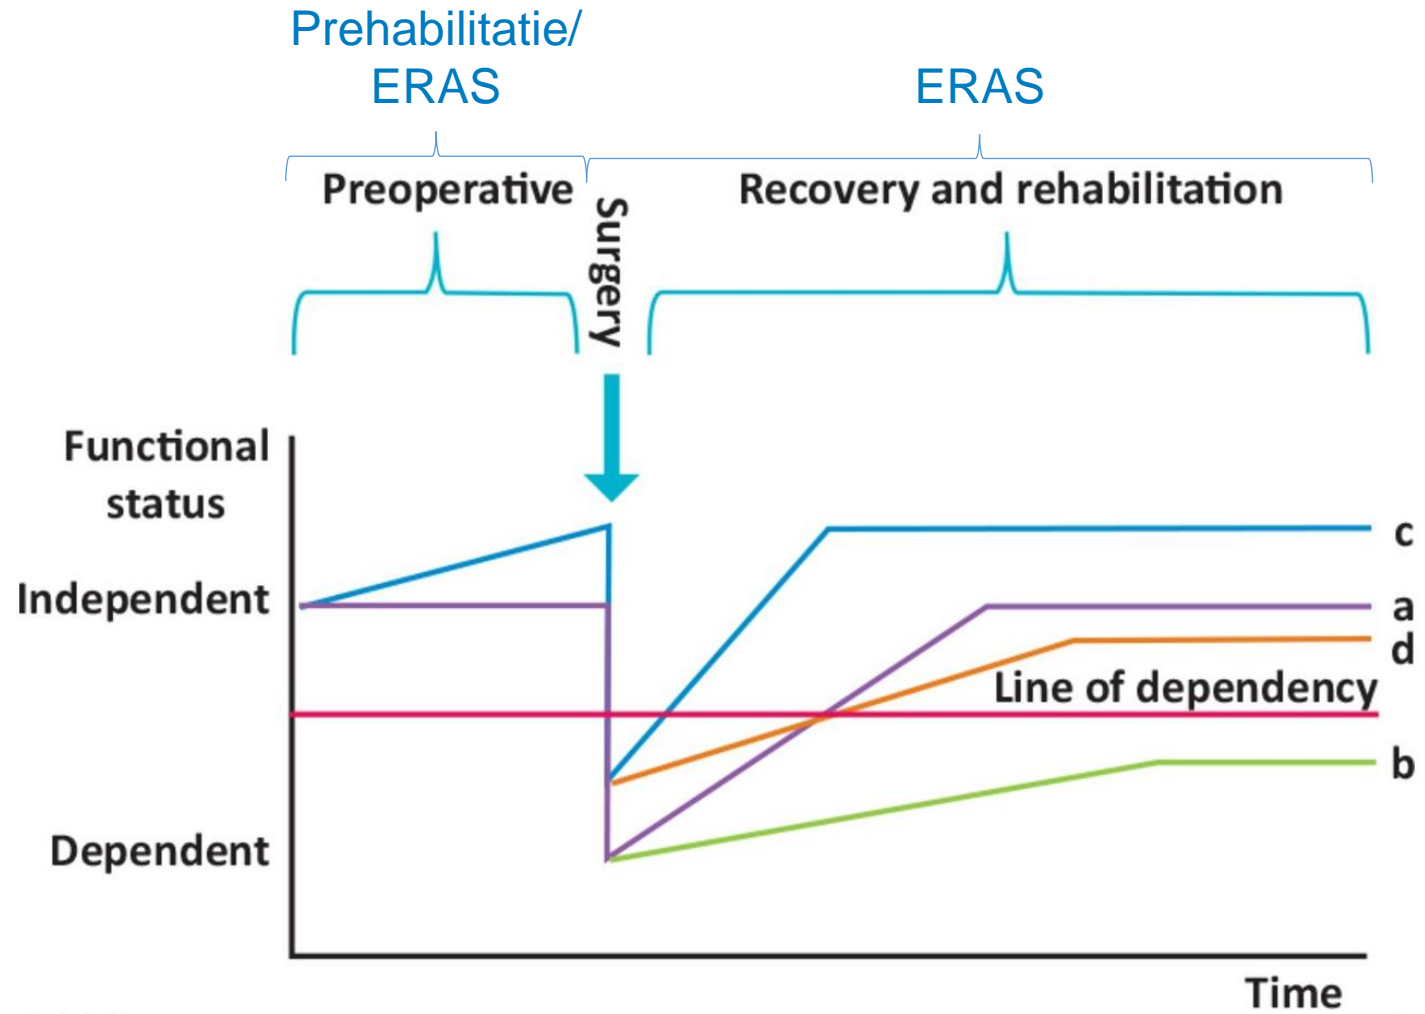 Prehabilitatie/
ERAS
ERAS
Preoperative
Surgery
Recovery and rehabilitation
Functional
status
Independent
Dependent
c
a
d
Line of dependency
b
Time